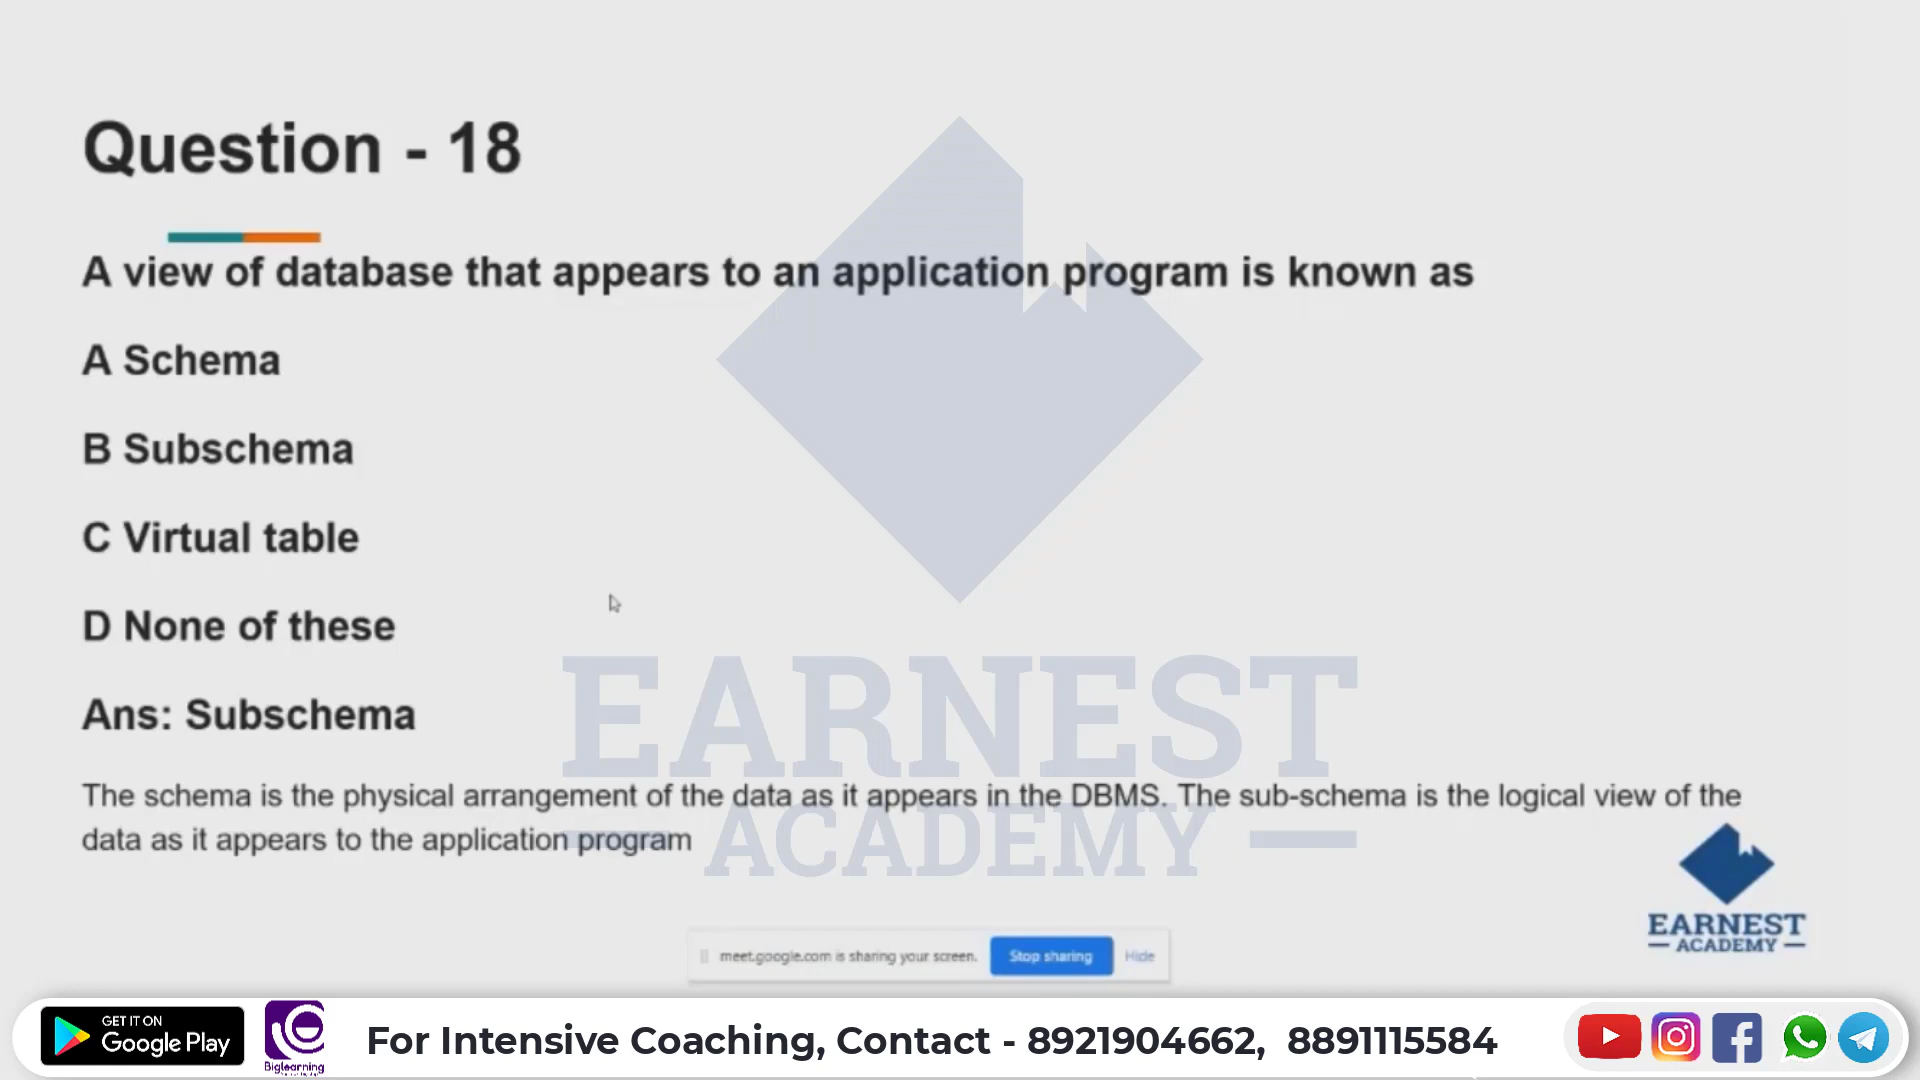 Question - 18
A view of database that appears to an application program is known as
A Schema
B Subschema
C Virtual table
D None of these
Ans: Subschema
The schema is the physical arrangement of the data as it appears in the DBMS. The sub-schema is the logical view of the
data as it appears to the application program
EARNEST
ACADEMY
EARNEST
ACADEMY
meet.google.com is sharing your screen. Stop sharing Hide
GET IT ON
Google Play
Biglearning
For Intensive Coaching, Contact - 8921904662, 8891115584